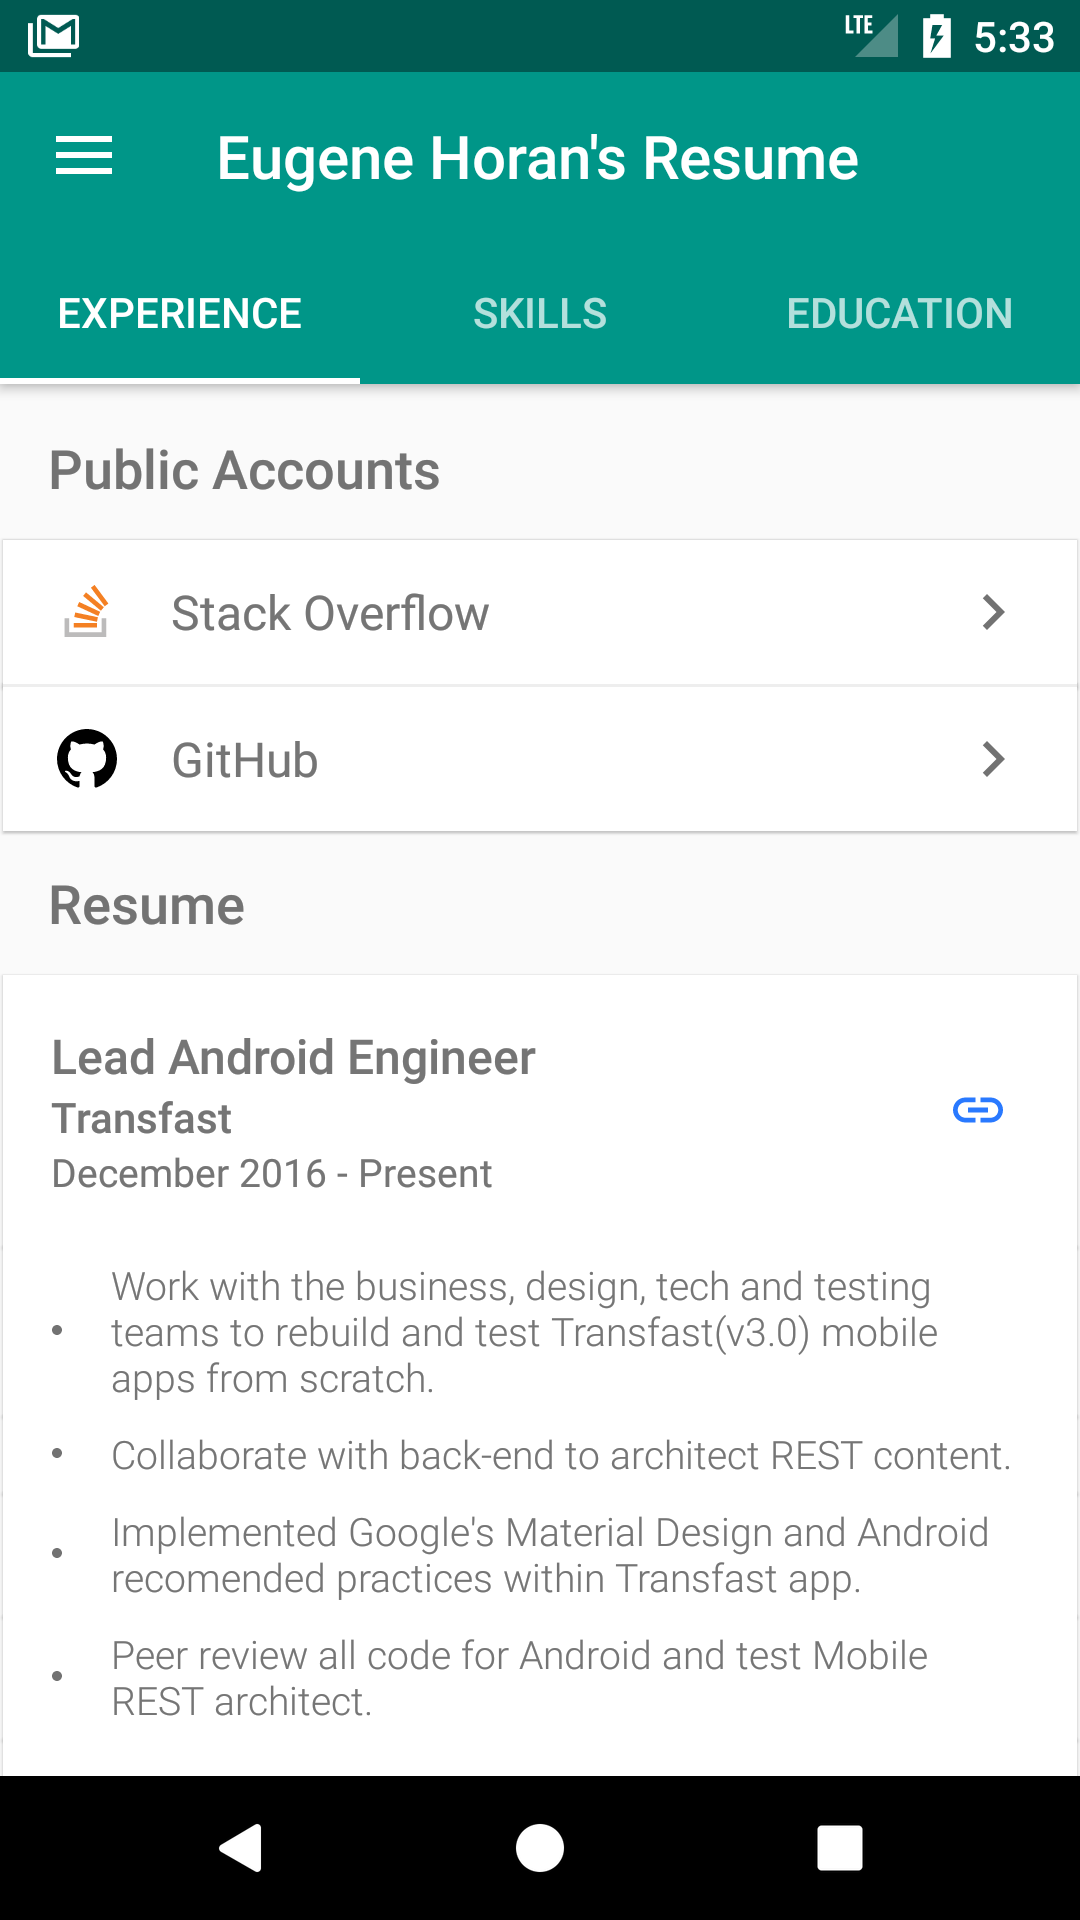 LTE 5:33
Eugene Horan's Resume
EXPERIENCE SKILLS EDUCATION
Public Accounts
Stack Overflow
GitHub
Resume
Lead Android Engineer
Transfast
December 2016 - Present
Work with the business, design, tech and testing
• teams to rebuild and test Transfast(v3.0) mobile
apps from scratch.
• Collaborate with back-end to architect REST content.
• Implemented Google's Material Design and Android
recomended practices within Transfast app.
• Peer review all code for Android and test Mobile
REST architect.